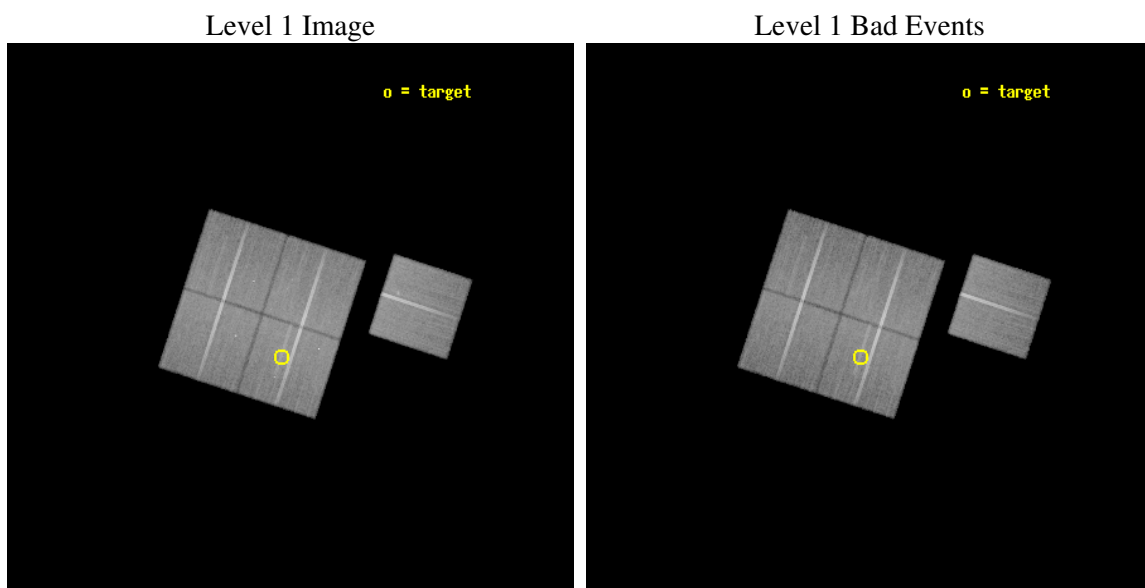 Level 1 Image
Level 1 Bad Events
o = target
o = target